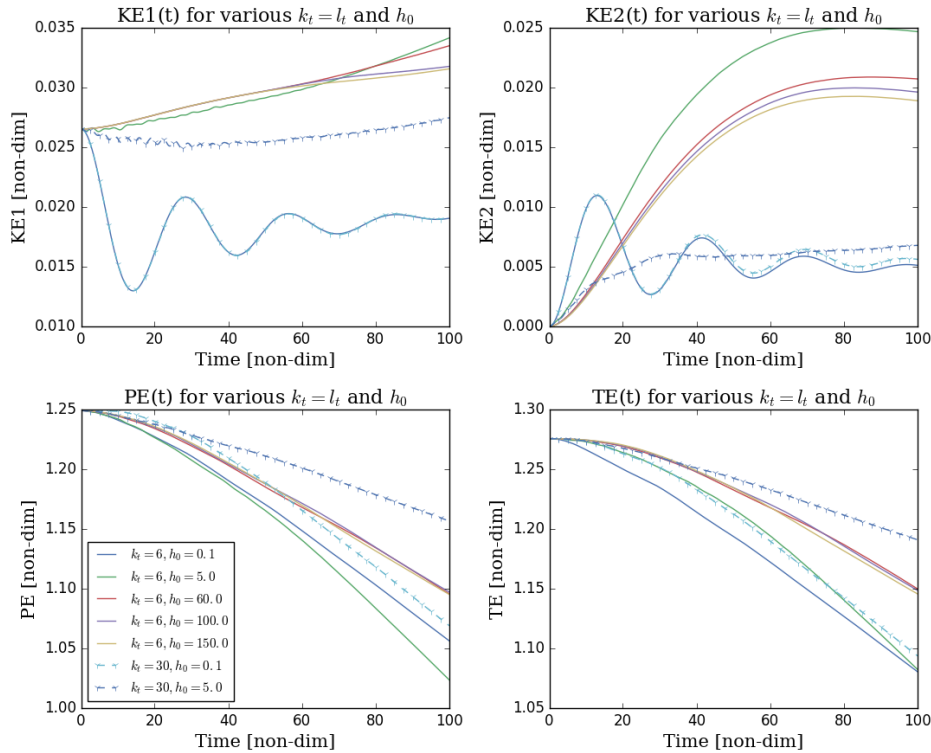 KE1(t) for various k_t = l_t and h_0
0.035
0.030
0.025
0.020
0.015
0.010
KE1 [non-dim]
0 20 40 60 80 100
Time [non-dim]
KE2(t) for various k_t = l_t and h_0
0.025
0.020
0.015
0.010
0.005
0.000
KE2 [non-dim]
0 20 40 60 80 100
Time [non-dim]
PE(t) for various k_t = l_t and h_0
1.25
1.20
1.15
1.10
1.05
1.00
PE [non-dim]
k_t = 6, h_0 = 0.1
k_t = 6, h_0 = 5.0
k_t = 6, h_0 = 60.0
k_t = 6, h_0 = 100.0
k_t = 6, h_0 = 150.0
k_t = 30, h_0 = 0.1
k_t = 30, h_0 = 5.0
0 20 40 60 80 100
Time [non-dim]
TE(t) for various k_t = l_t and h_0
1.30
1.25
1.20
1.15
1.10
0.05
TE [non-dim]
0 20 40 60 80 100
Time [non-dim]